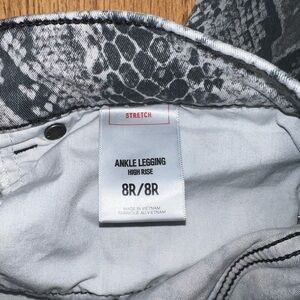 STRETCH
ANKLE LEGGING
HIGH RISE
8R/8R
MADE IN VIETNAM
FABRIQUÉ AU VIETNAM